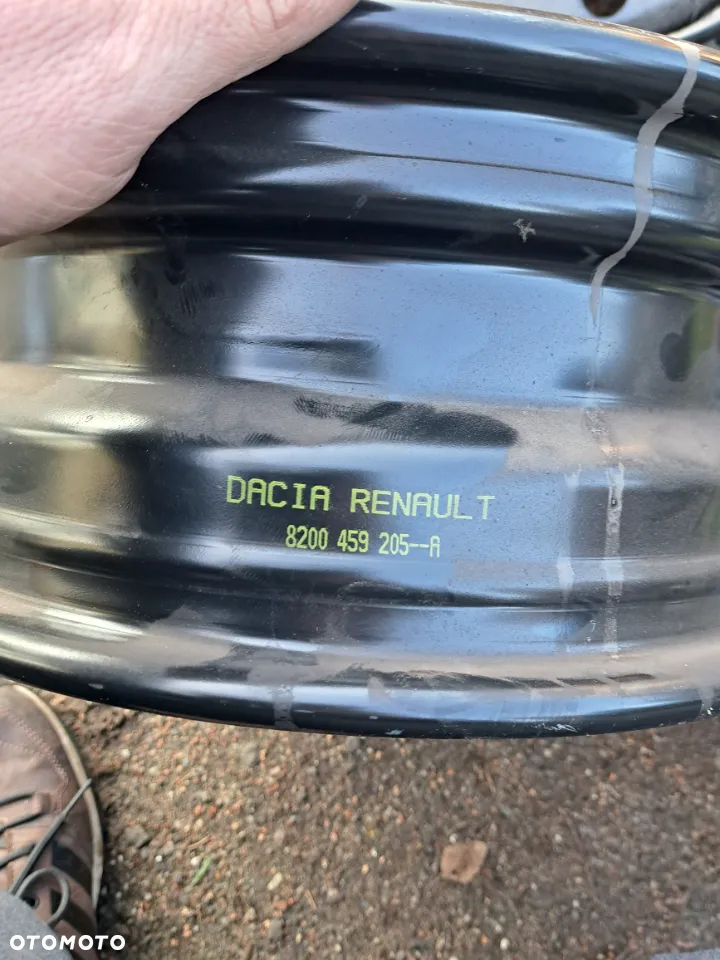 DACIA RENAULT
8200 459 205--A
OTOMOTO